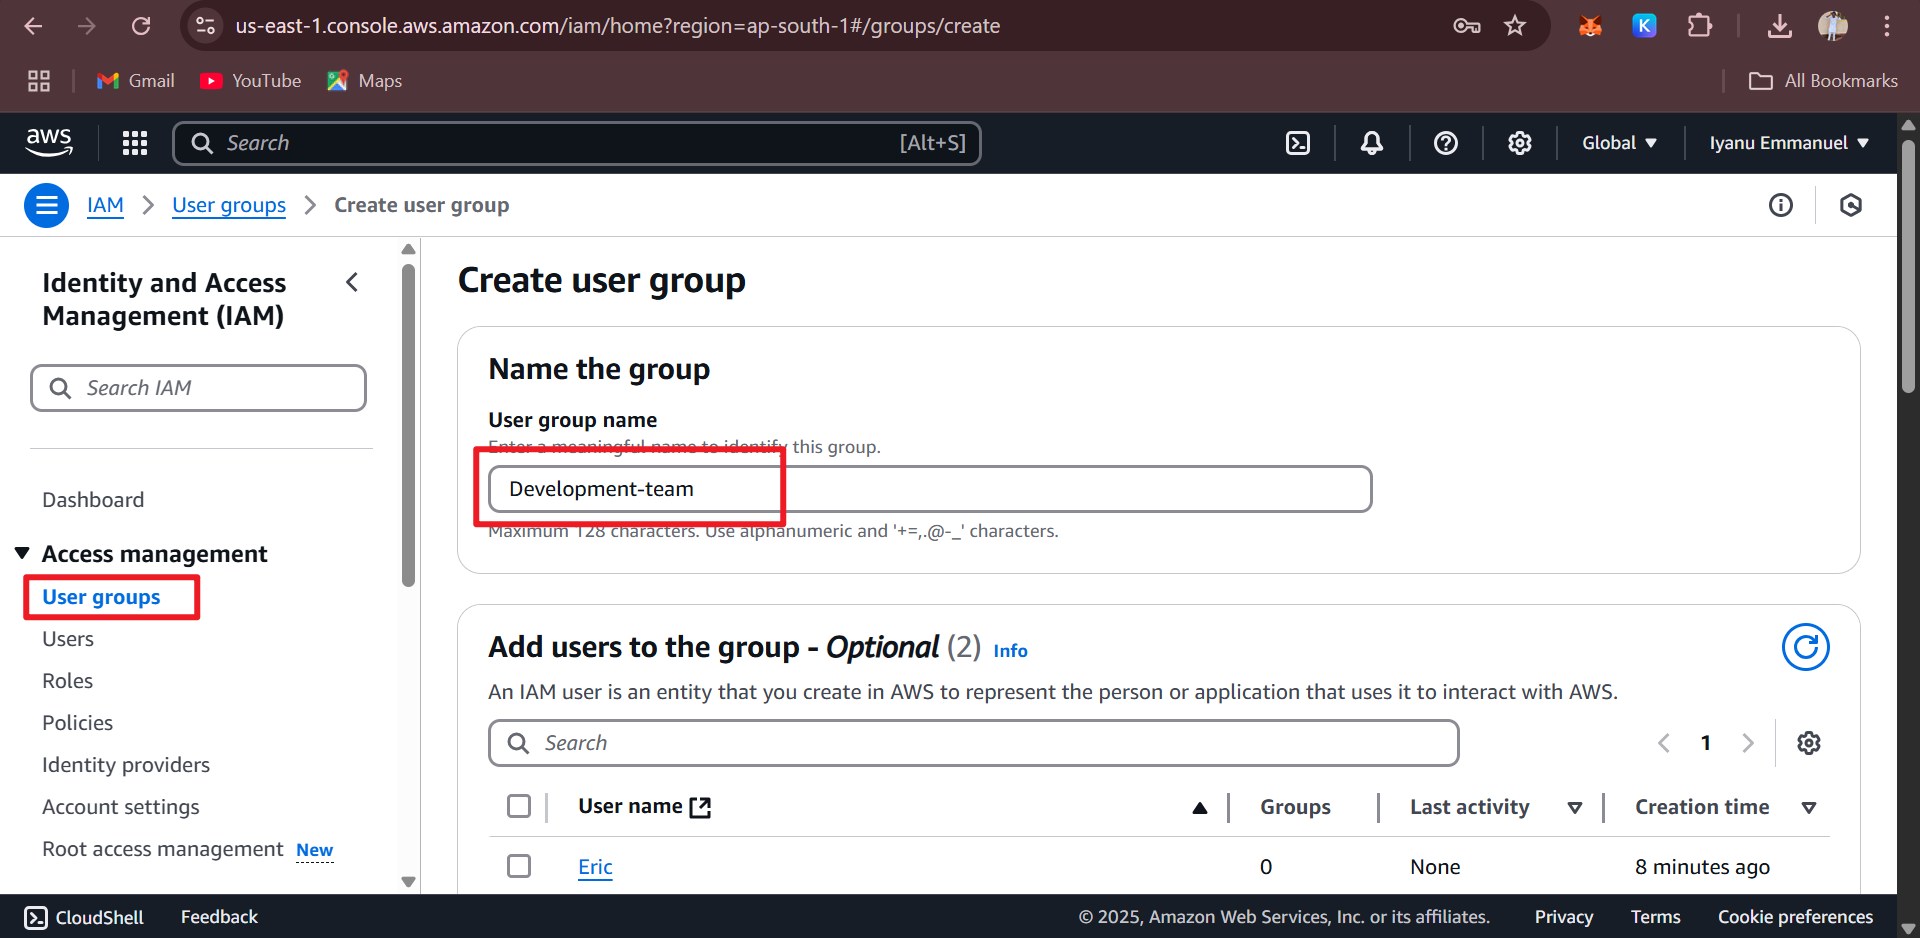 us-east-1.console.aws.amazon.com/iam/home?region=ap-south-1#/groups/create
Gmail
YouTube
Maps
All Bookmarks
aws
Search
[Alt+S]
Global
Iyanu Emmanuel
IAM
User groups
Create user group
Identity and Access
Management (IAM)
Search IAM
Dashboard
Access management
User groups
Users
Roles
Policies
Identity providers
Account settings
Root access management New
Create user group
Name the group
User group name
Enter a meaningful name to identify this group.
Development-team
Maximum 128 characters. Use alphanumeric and '+=,.@-_' characters.
Add users to the group - Optional (2) Info
An IAM user is an entity that you create in AWS to represent the person or application that uses it to interact with AWS.
Search
1
User name
Groups
Last activity
Creation time
Eric
0
None
8 minutes ago
CloudShell
Feedback
© 2025, Amazon Web Services, Inc. or its affiliates.
Privacy
Terms
Cookie preferences